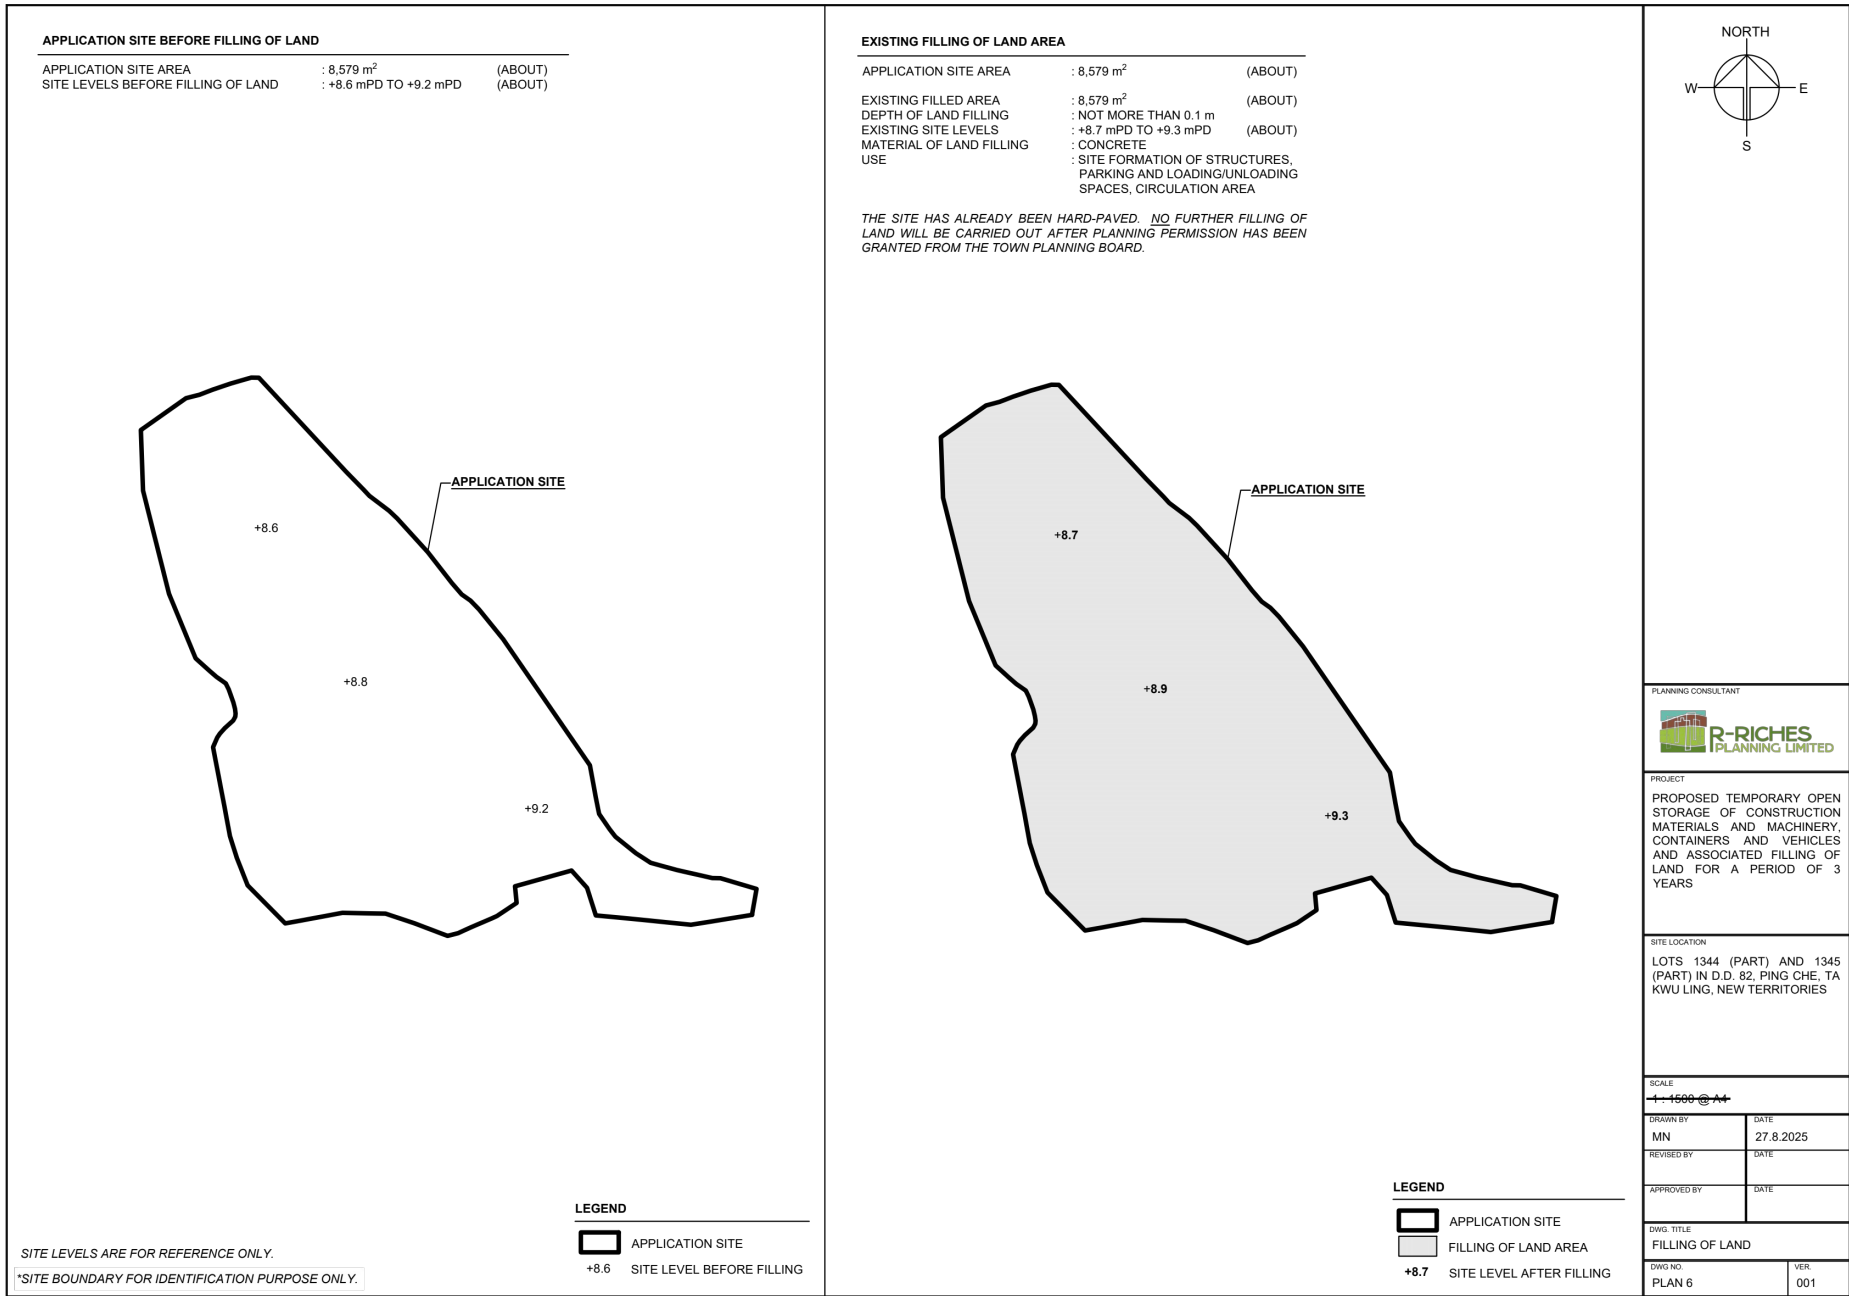 APPLICATION SITE BEFORE FILLING OF LAND
APPLICATION SITE AREA : 8,579 m² (ABOUT)
SITE LEVELS BEFORE FILLING OF LAND : +8.6 mPD TO +9.2 mPD (ABOUT)
+8.6
APPLICATION SITE
+8.8
+9.2
LEGEND
APPLICATION SITE
+8.6 SITE LEVEL BEFORE FILLING
SITE LEVELS ARE FOR REFERENCE ONLY.
*SITE BOUNDARY FOR IDENTIFICATION PURPOSE ONLY.
EXISTING FILLING OF LAND AREA
APPLICATION SITE AREA : 8,579 m² (ABOUT)
EXISTING FILLED AREA : 8,579 m² (ABOUT)
DEPTH OF LAND FILLING : NOT MORE THAN 0.1 m
EXISTING SITE LEVELS : +8.7 mPD TO +9.3 mPD (ABOUT)
MATERIAL OF LAND FILLING : CONCRETE
USE : SITE FORMATION OF STRUCTURES,
PARKING AND LOADING/UNLOADING
SPACES, CIRCULATION AREA
THE SITE HAS ALREADY BEEN HARD-PAVED. NO FURTHER FILLING OF
LAND WILL BE CARRIED OUT AFTER PLANNING PERMISSION HAS BEEN
GRANTED FROM THE TOWN PLANNING BOARD.
+8.7
APPLICATION SITE
+8.9
+9.3
LEGEND
APPLICATION SITE
FILLING OF LAND AREA
+8.7 SITE LEVEL AFTER FILLING
NORTH
W E
S
PLANNING CONSULTANT
R-RICHES
PLANNING LIMITED
PROJECT
PROPOSED TEMPORARY OPEN
STORAGE OF CONSTRUCTION
MATERIALS AND MACHINERY,
CONTAINERS AND VEHICLES
AND ASSOCIATED FILLING OF
LAND FOR A PERIOD OF 3
YEARS
SITE LOCATION
LOTS 1344 (PART) AND 1345
(PART) IN D.D. 82, PING CHE, TA
KWU LING, NEW TERRITORIES
SCALE
1 : 1500 @ A4
DRAWN BY DATE
MN 27.8.2025
REVISED BY DATE
APPROVED BY DATE
DWG. TITLE
FILLING OF LAND
DWG NO. VER.
PLAN 6 001